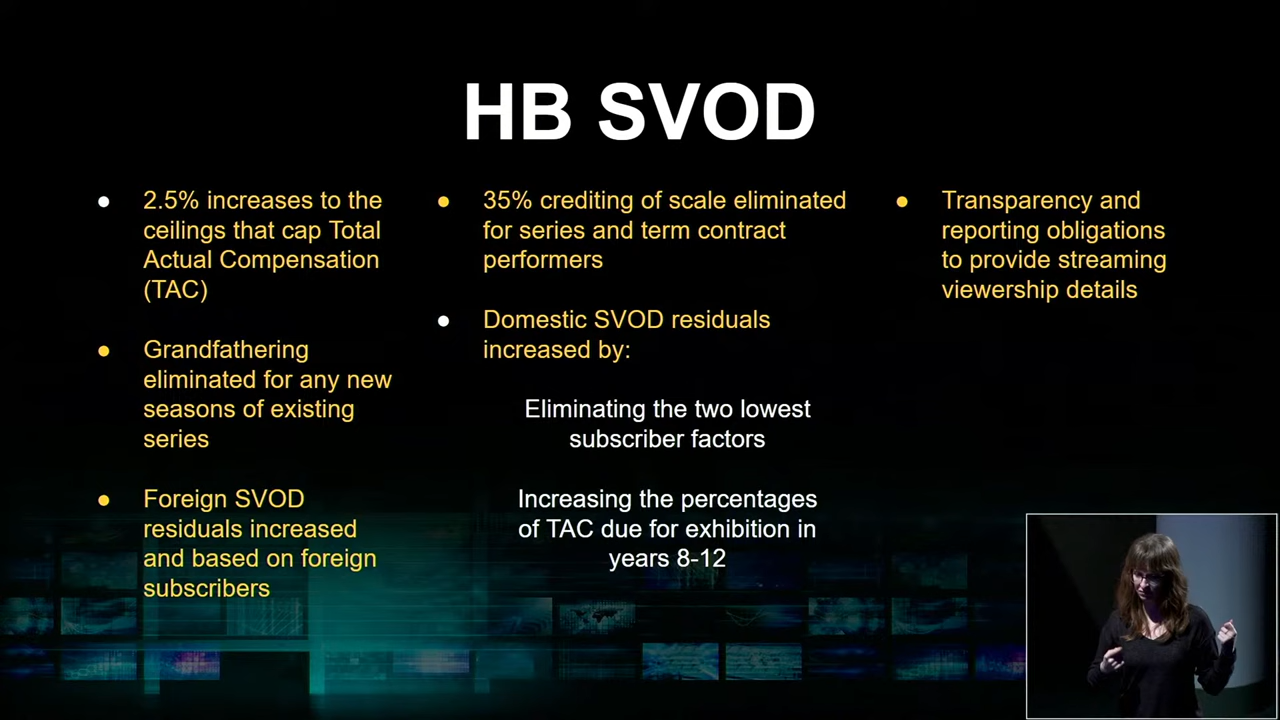 HB SVOD
2.5% increases to the
ceilings that cap Total
Actual Compensation
(TAC)
Grandfathering
eliminated for any new
seasons of existing
series
Foreign SVOD
residuals increased
and based on foreign
subscribers
35% crediting of scale eliminated
for series and term contract
performers
Domestic SVOD residuals
increased by:
Eliminating the two lowest
subscriber factors
Increasing the percentages
of TAC due for exhibition in
years 8-12
Transparency and
reporting obligations
to provide streaming
viewership details